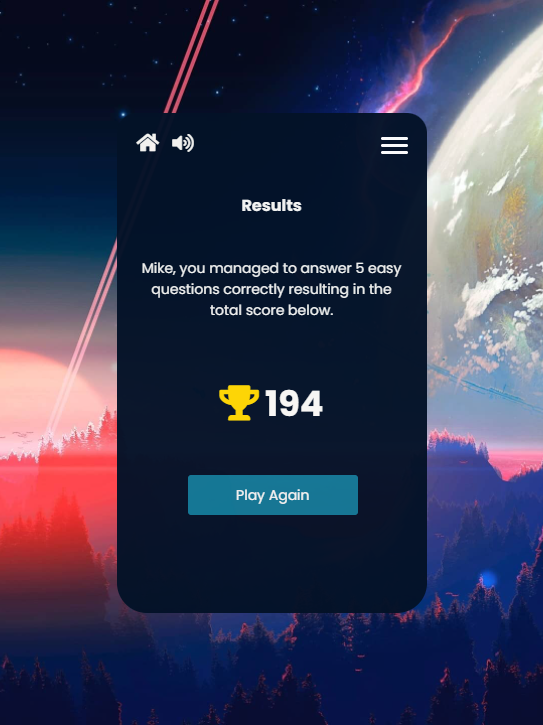 Results
Mike, you managed to answer 5 easy
questions correctly resulting in the
total score below.
194
Play Again